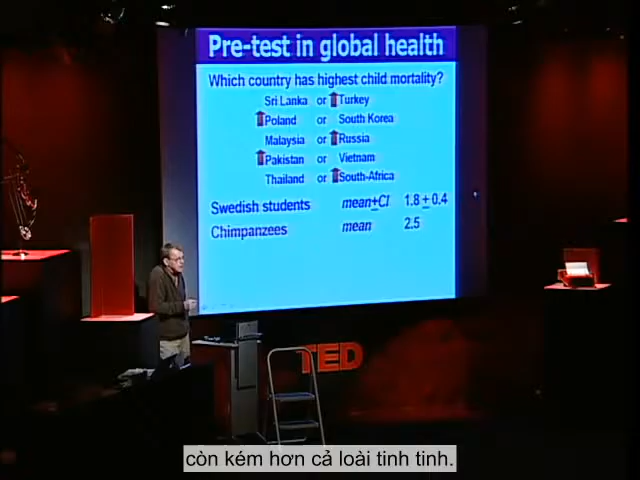 Pre-test in global health
Which country has highest child mortality?
Sri Lanka or Turkey
Poland or South Korea
Malaysia or Russia
Pakistan or Vietnam
Thailand or South-Africa
Swedish students mean+CI 1.8 ± 0.4
Chimpanzees mean 2.5
TED
còn kém hơn cả loài tinh tinh.